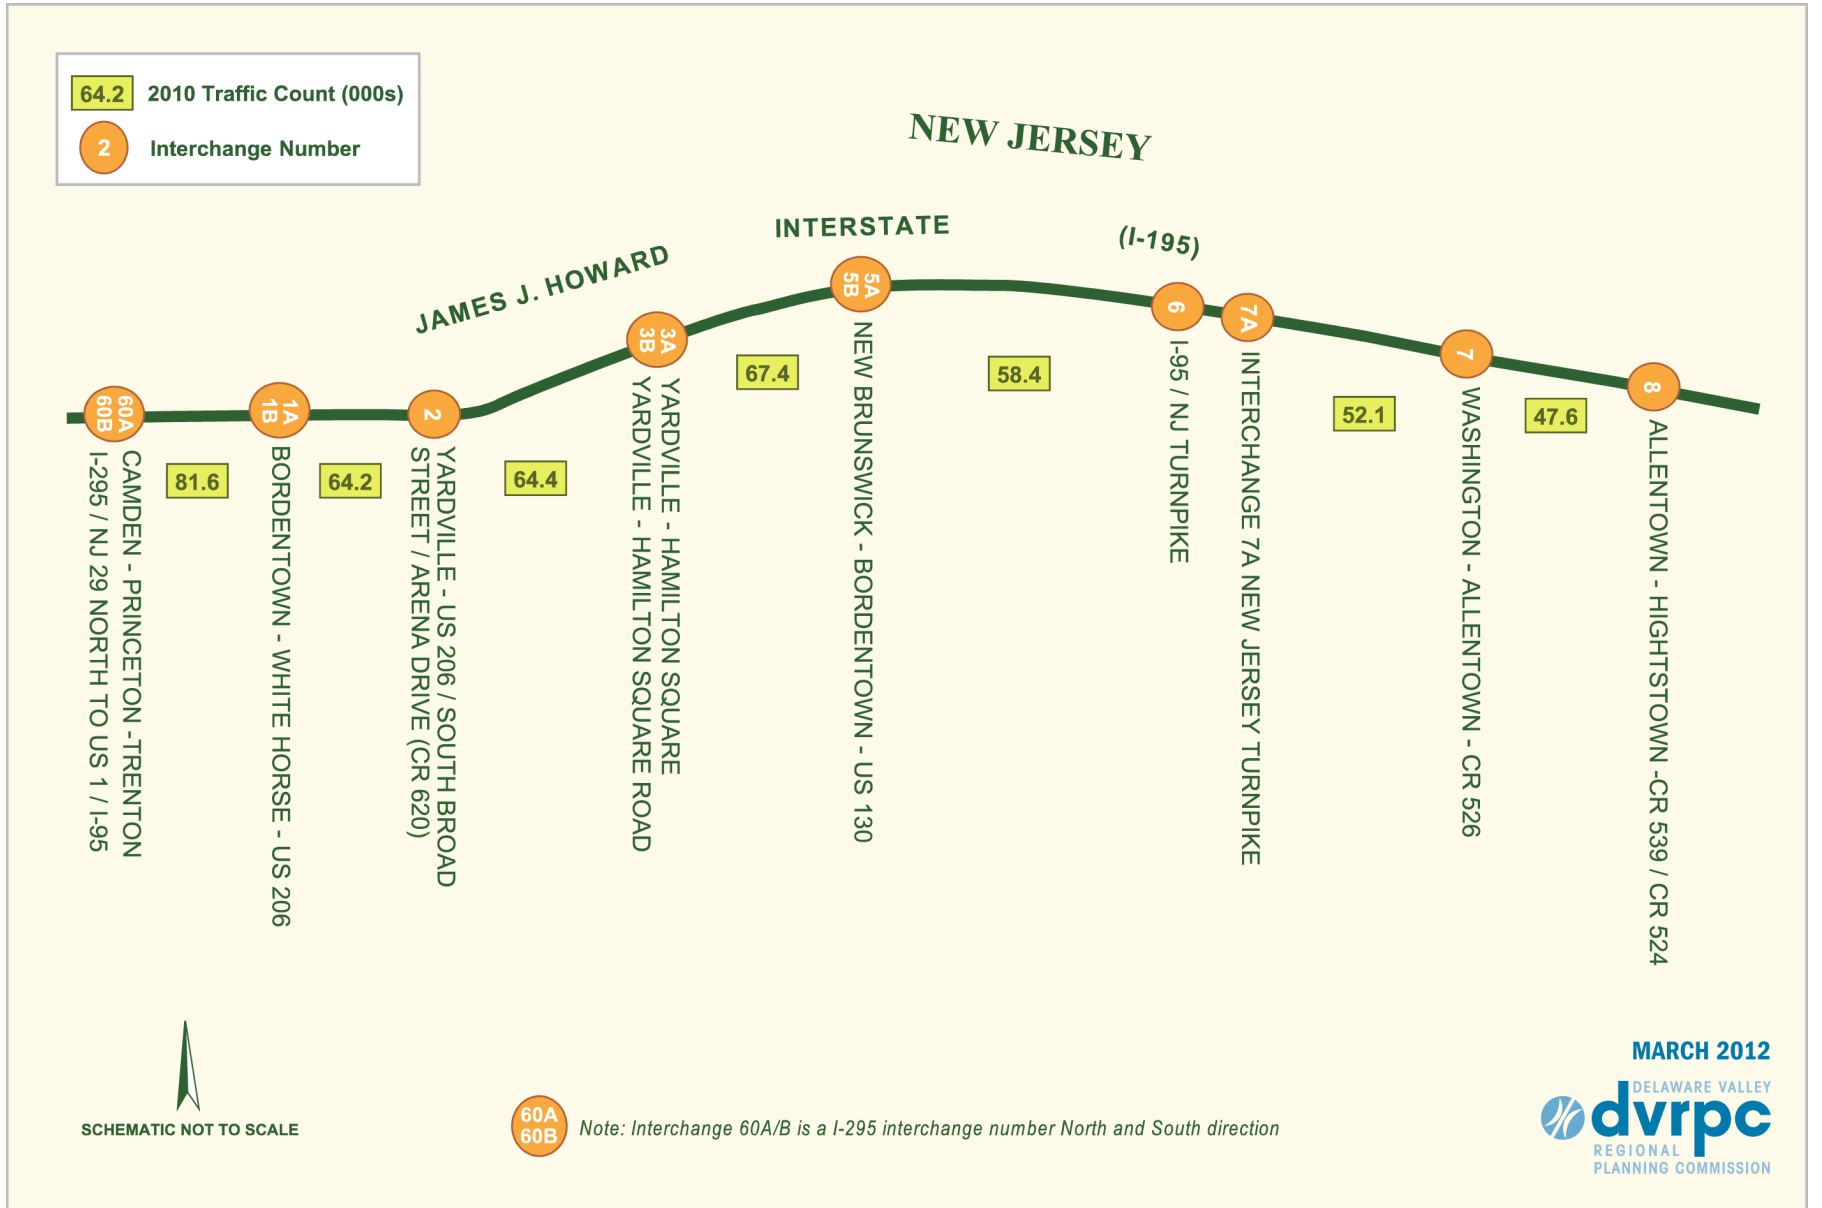 64.2 2010 Traffic Count (000s)
2 Interchange Number
NEW JERSEY
JAMES J. HOWARD
INTERSTATE
(I-195)
60A
60B
1A
1B
2
3A
3B
5A
5B
6
7A
7
8
CAMDEN - PRINCETON -TRENTON
I-295 / NJ 29 NORTH TO US 1 / I-95
81.6
BORDENTOWN - WHITE HORSE - US 206
64.2
YARDVILLE - US 206 / SOUTH BROAD
STREET / ARENA DRIVE (CR 620)
64.4
YARDVILLE - HAMILTON SQUARE
YARDVILLE - HAMILTON SQUARE ROAD
67.4
NEW BRUNSWICK - BORDENTOWN - US 130
58.4
I-95 / NJ TURNPIKE
INTERCHANGE 7A NEW JERSEY TURNPIKE
52.1
WASHINGTON - ALLENTOWN - CR 526
47.6
ALLENTOWN - HIGHTSTOWN -CR 539 / CR 524
SCHEMATIC NOT TO SCALE
60A
60B
Note: Interchange 60A/B is a I-295 interchange number North and South direction
MARCH 2012
DELAWARE VALLEY
dvrpc
REGIONAL
PLANNING COMMISSION